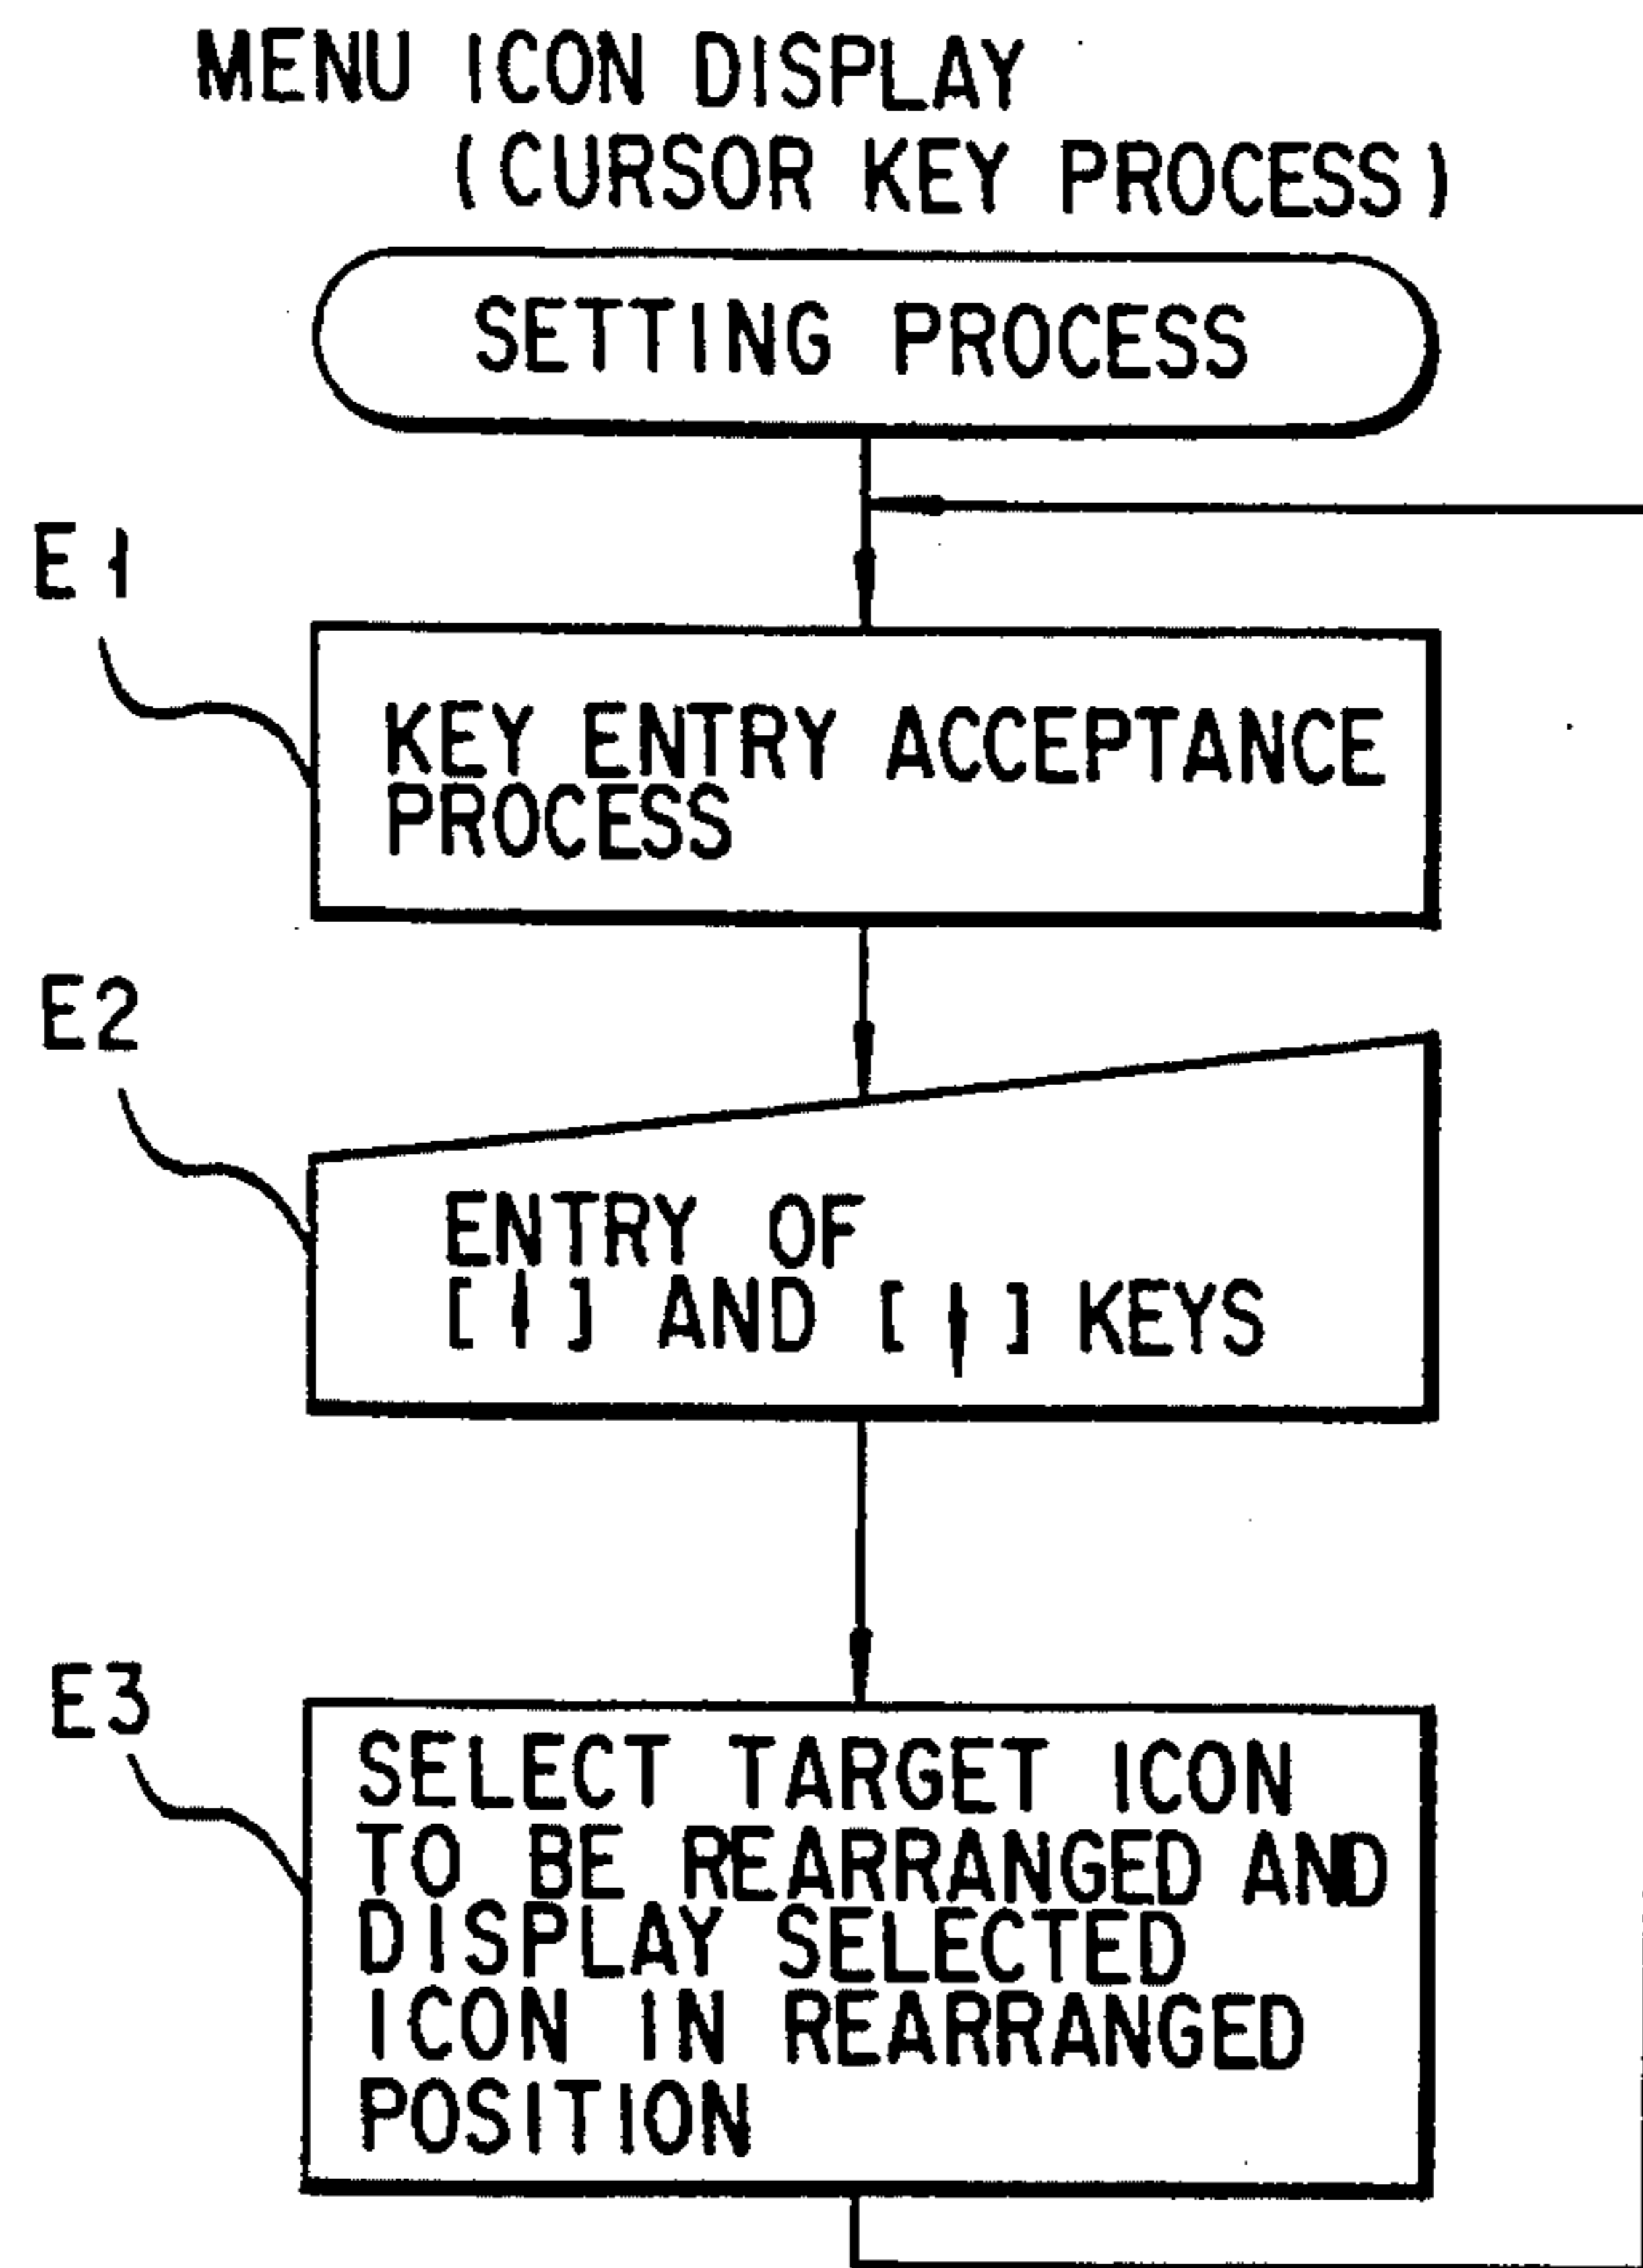 MENU ICON DISPLAY
(CURSOR KEY PROCESS)
SETTING PROCESS
E1
KEY ENTRY ACCEPTANCE
PROCESS
E2
ENTRY OF
[↑] AND [↓] KEYS
E3
SELECT TARGET ICON
TO BE REARRANGED AND
DISPLAY SELECTED
ICON IN REARRANGED
POSITION